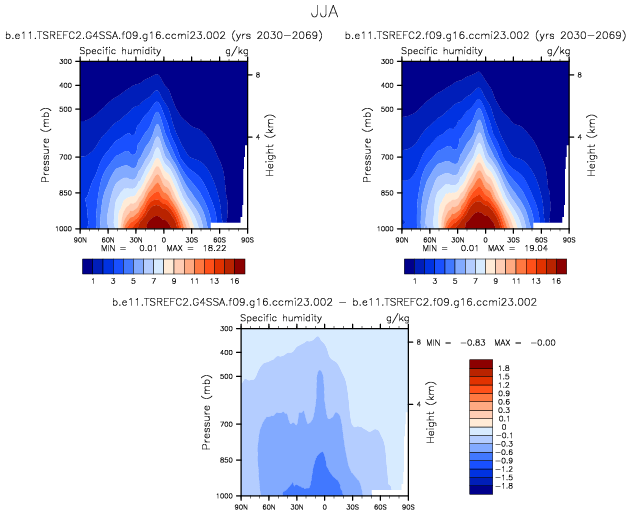 JJA
b.e11.TSREFC2.G4SSA.f09.g16.ccmi23.002 (yrs 2030-2069)
Specific humidity g/kg
300
400
500
700
850
1000
Pressure (mb)
8
4
Height (km)
90N 60N 30N 0 30S 60S 90S
MIN = 0.01 MAX = 18.22
1 3 5 7 9 11 13 16
b.e11.TSREFC2.f09.g16.ccmi23.002 (yrs 2030-2069)
Specific humidity g/kg
300
400
500
700
850
1000
Pressure (mb)
8
4
Height (km)
90N 60N 30N 0 30S 60S 90S
MIN = 0.01 MAX = 19.04
1 3 5 7 9 11 13 16
b.e11.TSREFC2.G4SSA.f09.g16.ccmi23.002 - b.e11.TSREFC2.f09.g16.ccmi23.002
Specific humidity g/kg
300
400
500
700
850
1000
Pressure (mb)
8
4
Height (km)
90N 60N 30N 0 30S 60S 90S
MIN = -0.83 MAX = -0.00
1.8
1.5
1.2
0.9
0.6
0.3
0.1
0
-0.1
-0.3
-0.6
-0.9
-1.2
-1.5
-1.8